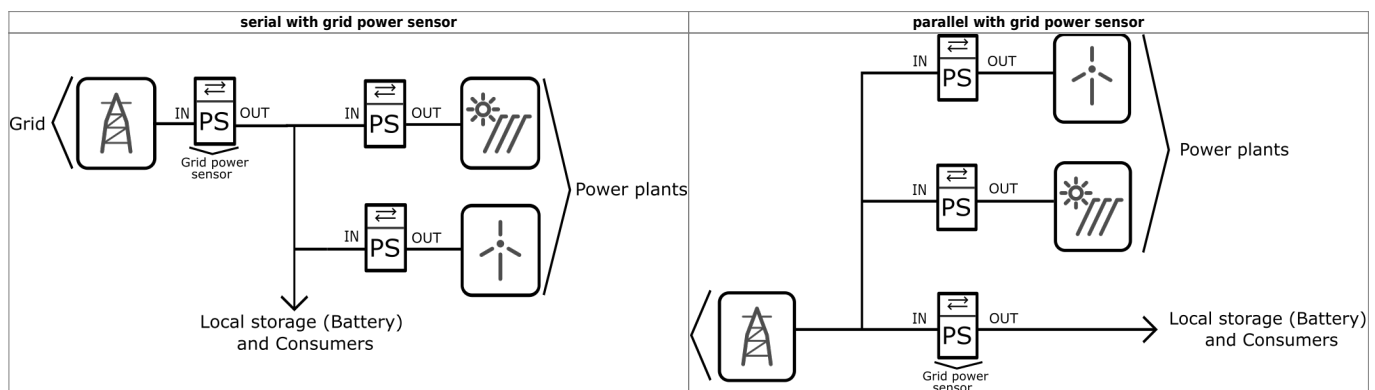 serial with grid power sensor
Grid
IN
PS
OUT
Grid power
sensor
IN
PS
OUT
IN
PS
OUT
Power plants
Local storage (Battery)
and Consumers
parallel with grid power sensor
IN
PS
OUT
IN
PS
OUT
Power plants
IN
PS
OUT
Grid power
sensor
Local storage (Battery)
and Consumers